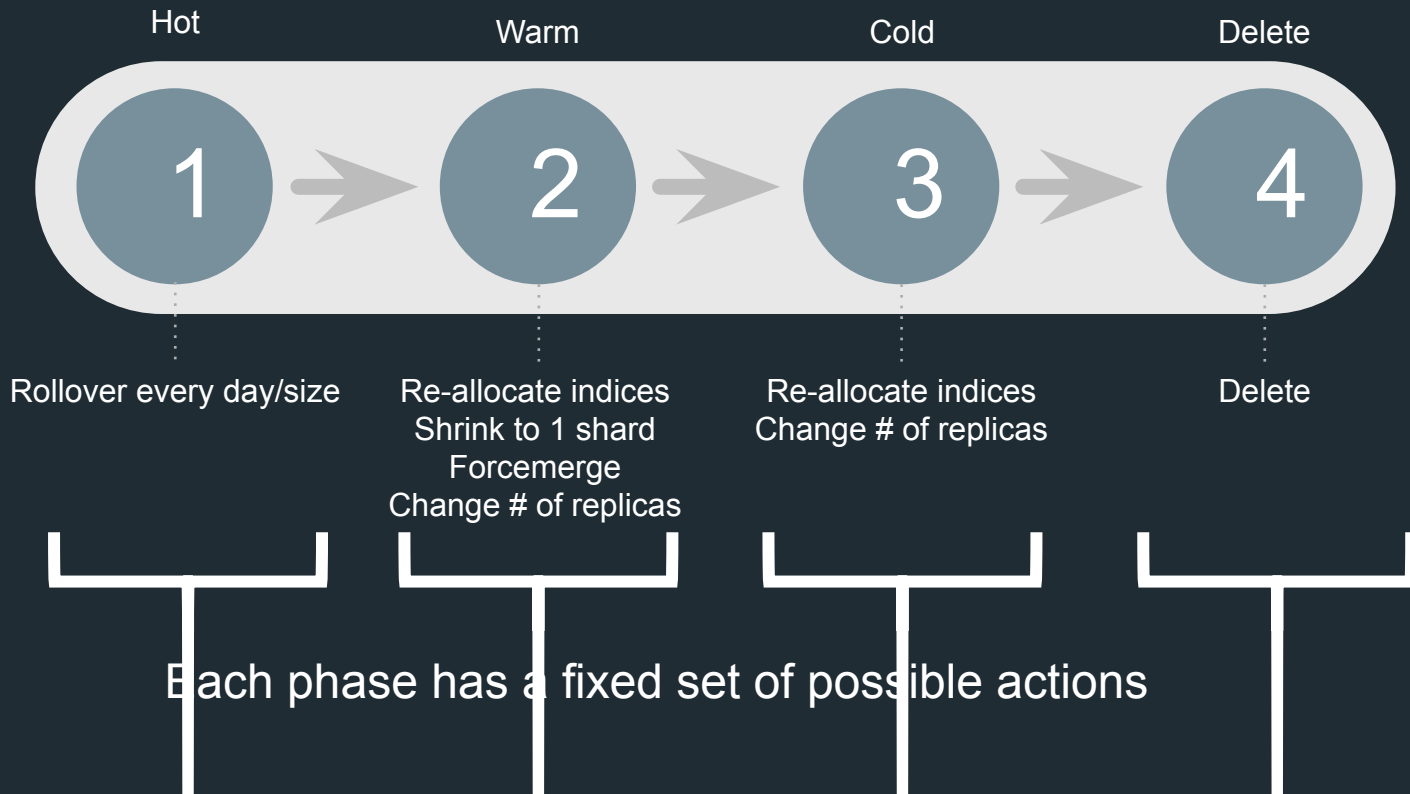 Hot
Warm
Cold
Delete
1
2
3
4
Rollover every day/size
Re-allocate indices
Shrink to 1 shard
Forcemerge
Change # of replicas
Re-allocate indices
Change # of replicas
Delete
Each phase has a fixed set of possible actions